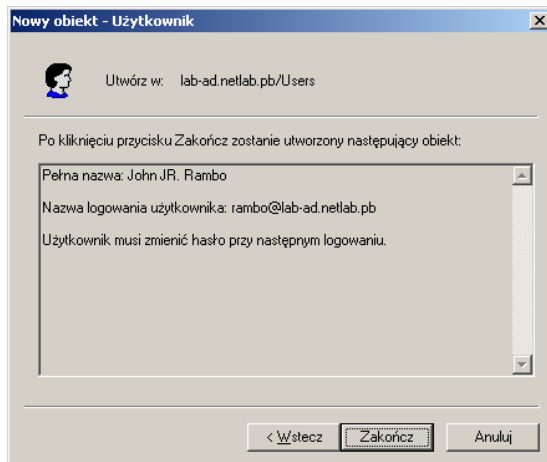 Nowy obiekt - Użytkownik
Utwórz w: lab-ad.netlab.pb/Users
Po kliknięciu przycisku Zakończ zostanie utworzony następujący obiekt:
Pełna nazwa: John JR. Rambo
Nazwa logowania użytkownika: rambo@lab-ad.netlab.pb
Użytkownik musi zmienić hasło przy następnym logowaniu.
< Wstecz Zakończ Anuluj